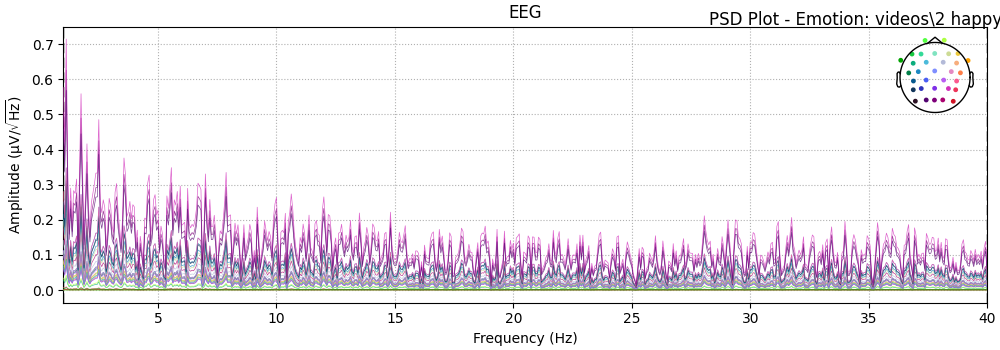 EEG
PSD Plot - Emotion: videos\2 happy
0.7
0.6
0.5
0.4
0.3
0.2
0.1
0.0
Amplitude (µV/√Hz)
5 10 15 20 25 30 35 40
Frequency (Hz)